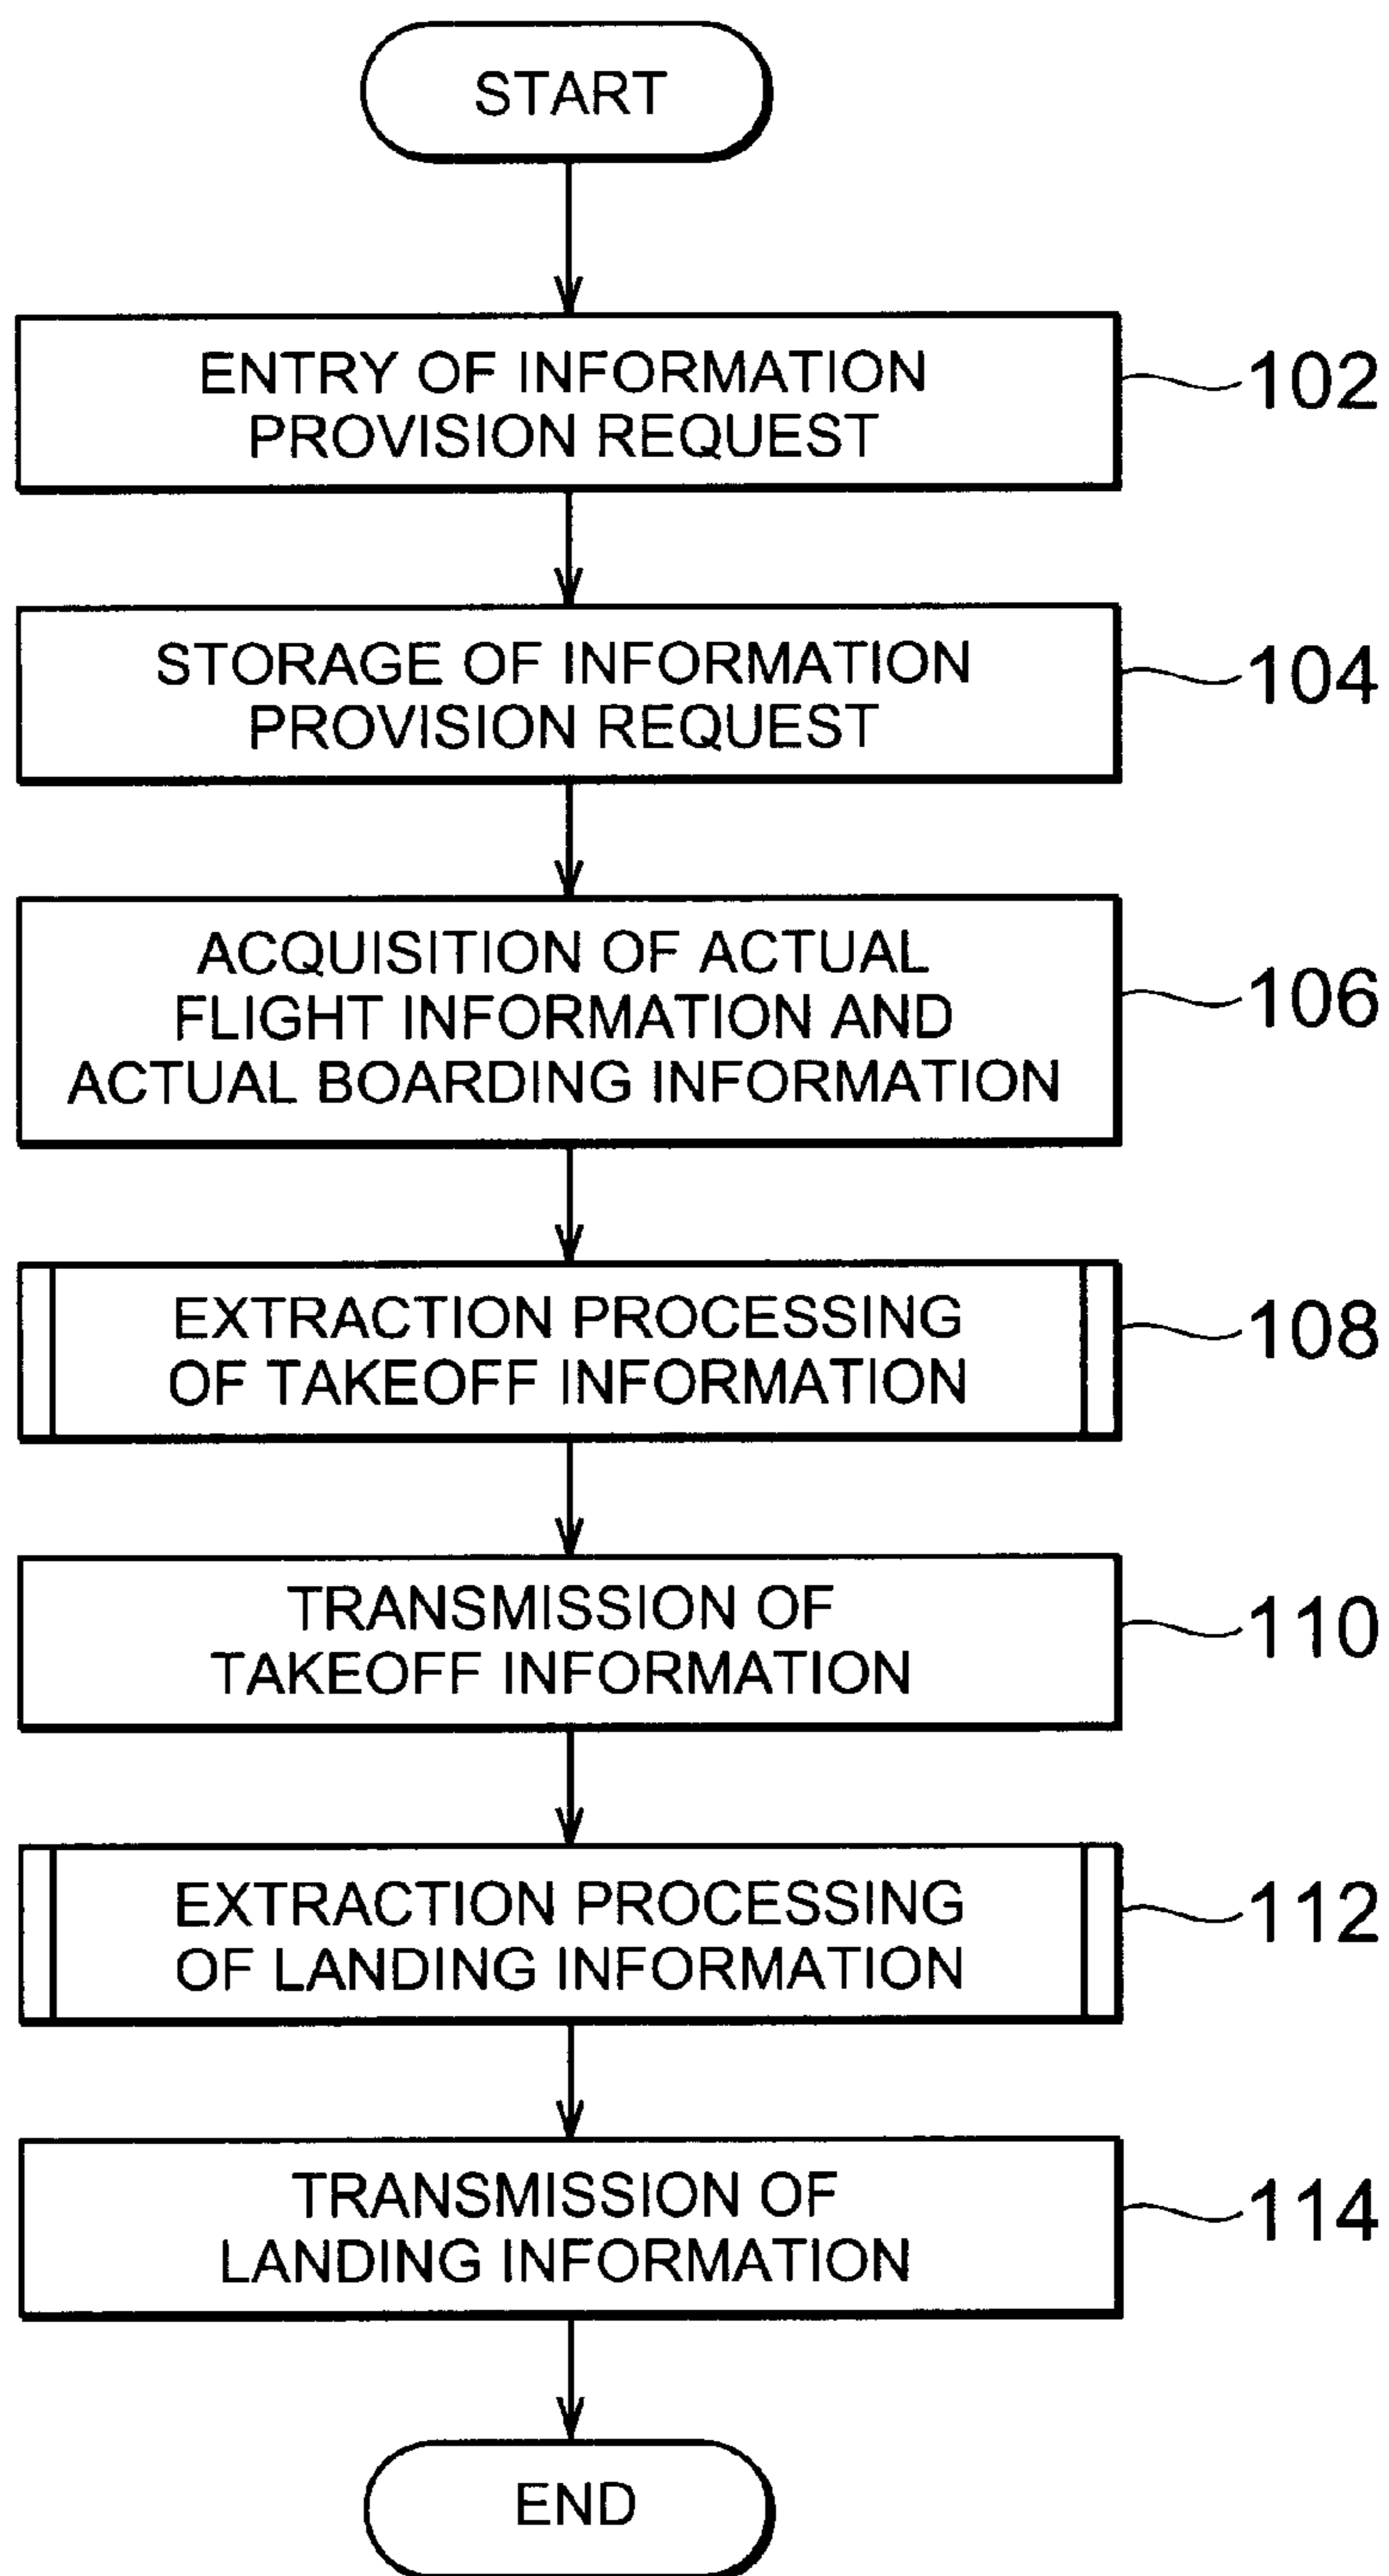 START
ENTRY OF INFORMATION
PROVISION REQUEST
102
STORAGE OF INFORMATION
PROVISION REQUEST
104
ACQUISITION OF ACTUAL
FLIGHT INFORMATION AND
ACTUAL BOARDING INFORMATION
106
EXTRACTION PROCESSING
OF TAKEOFF INFORMATION
108
TRANSMISSION OF
TAKEOFF INFORMATION
110
EXTRACTION PROCESSING
OF LANDING INFORMATION
112
TRANSMISSION OF
LANDING INFORMATION
114
END